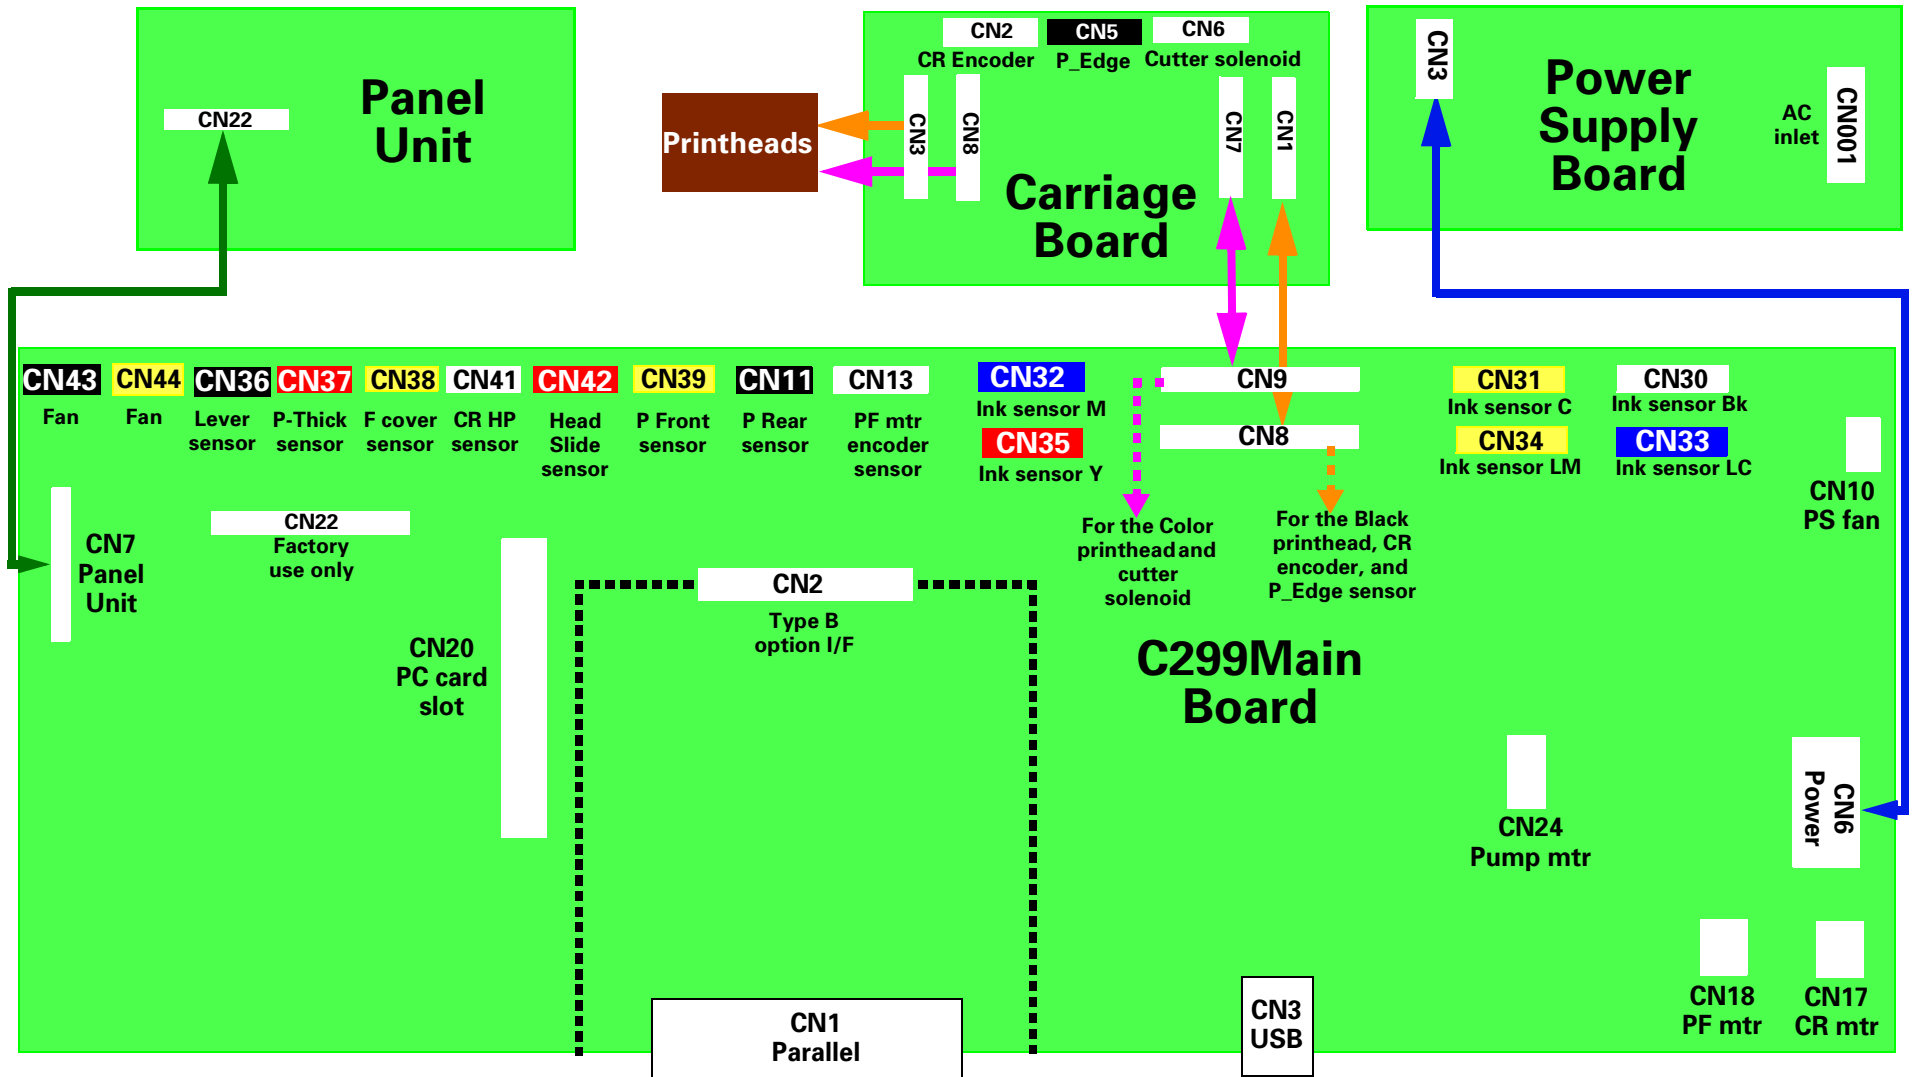 CN22
Panel
Unit
Printheads
CN2
CR Encoder
CN5
P_Edge
CN6
Cutter solenoid
CN3
CN8
CN7
CN1
Carriage
Board
CN3
Power
Supply
Board
AC
inlet
CN001
CN43
Fan
CN44
Fan
CN36
Lever
sensor
CN37
P-Thick
sensor
CN38
F cover
sensor
CN41
CR HP
sensor
CN42
Head
Slide
sensor
CN39
P Front
sensor
CN11
P Rear
sensor
CN13
PF mtr
encoder
sensor
CN32
Ink sensor M
CN35
Ink sensor Y
CN9
CN8
CN31
Ink sensor C
CN34
Ink sensor LM
CN30
Ink sensor Bk
CN33
Ink sensor LC
CN10
PS fan
CN7
Panel
Unit
CN22
Factory
use only
CN20
PC card
slot
CN2
Type B
option I/F
For the Color
printhead and
cutter
solenoid
For the Black
printhead, CR
encoder, and
P_Edge sensor
C299Main
Board
CN24
Pump mtr
CN6
Power
CN18
PF mtr
CN17
CR mtr
CN1
Parallel
CN3
USB